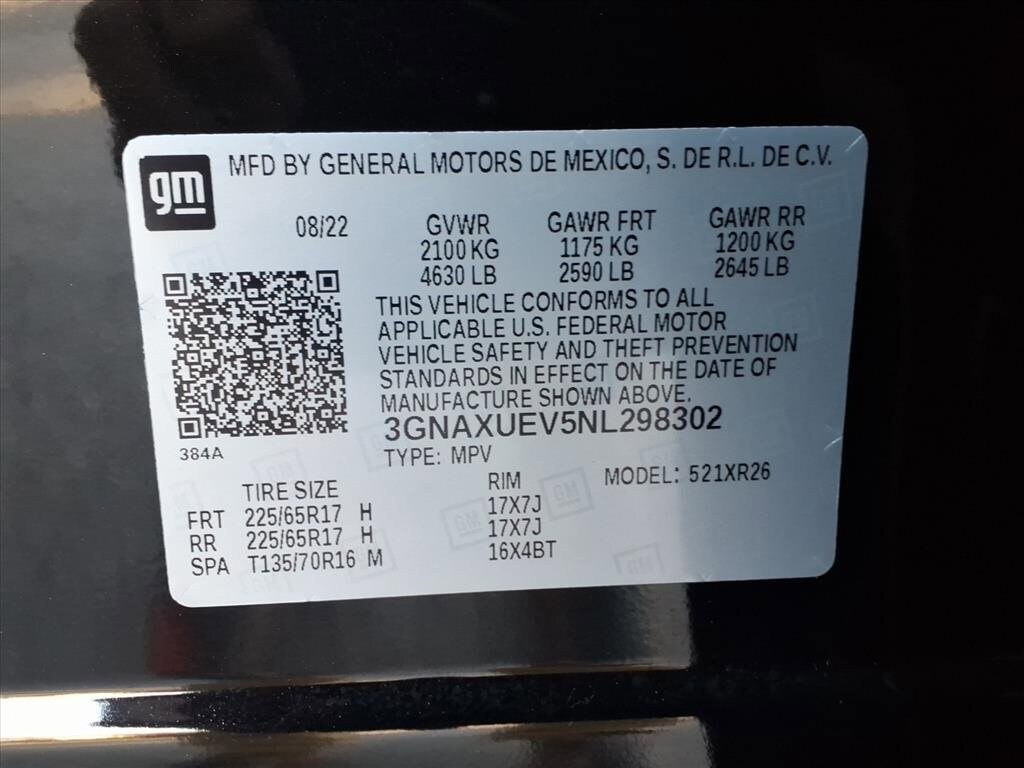 gm
MFD BY GENERAL MOTORS DE MEXICO, S. DE R.L. DE C.V.
08/22 GVWR GAWR FRT GAWR RR
2100 KG 1175 KG 1200 KG
4630 LB 2590 LB 2645 LB
THIS VEHICLE CONFORMS TO ALL
APPLICABLE U.S. FEDERAL MOTOR
VEHICLE SAFETY AND THEFT PREVENTION
STANDARDS IN EFFECT ON THE DATE OF
MANUFACTURE SHOWN ABOVE.
3GNAXUEV5NL298302
384A
TYPE: MPV
TIRE SIZE RIM MODEL: 521XR26
FRT 225/65R17 H 17X7J
RR 225/65R17 H 17X7J
SPA T135/70R16 M 16X4BT